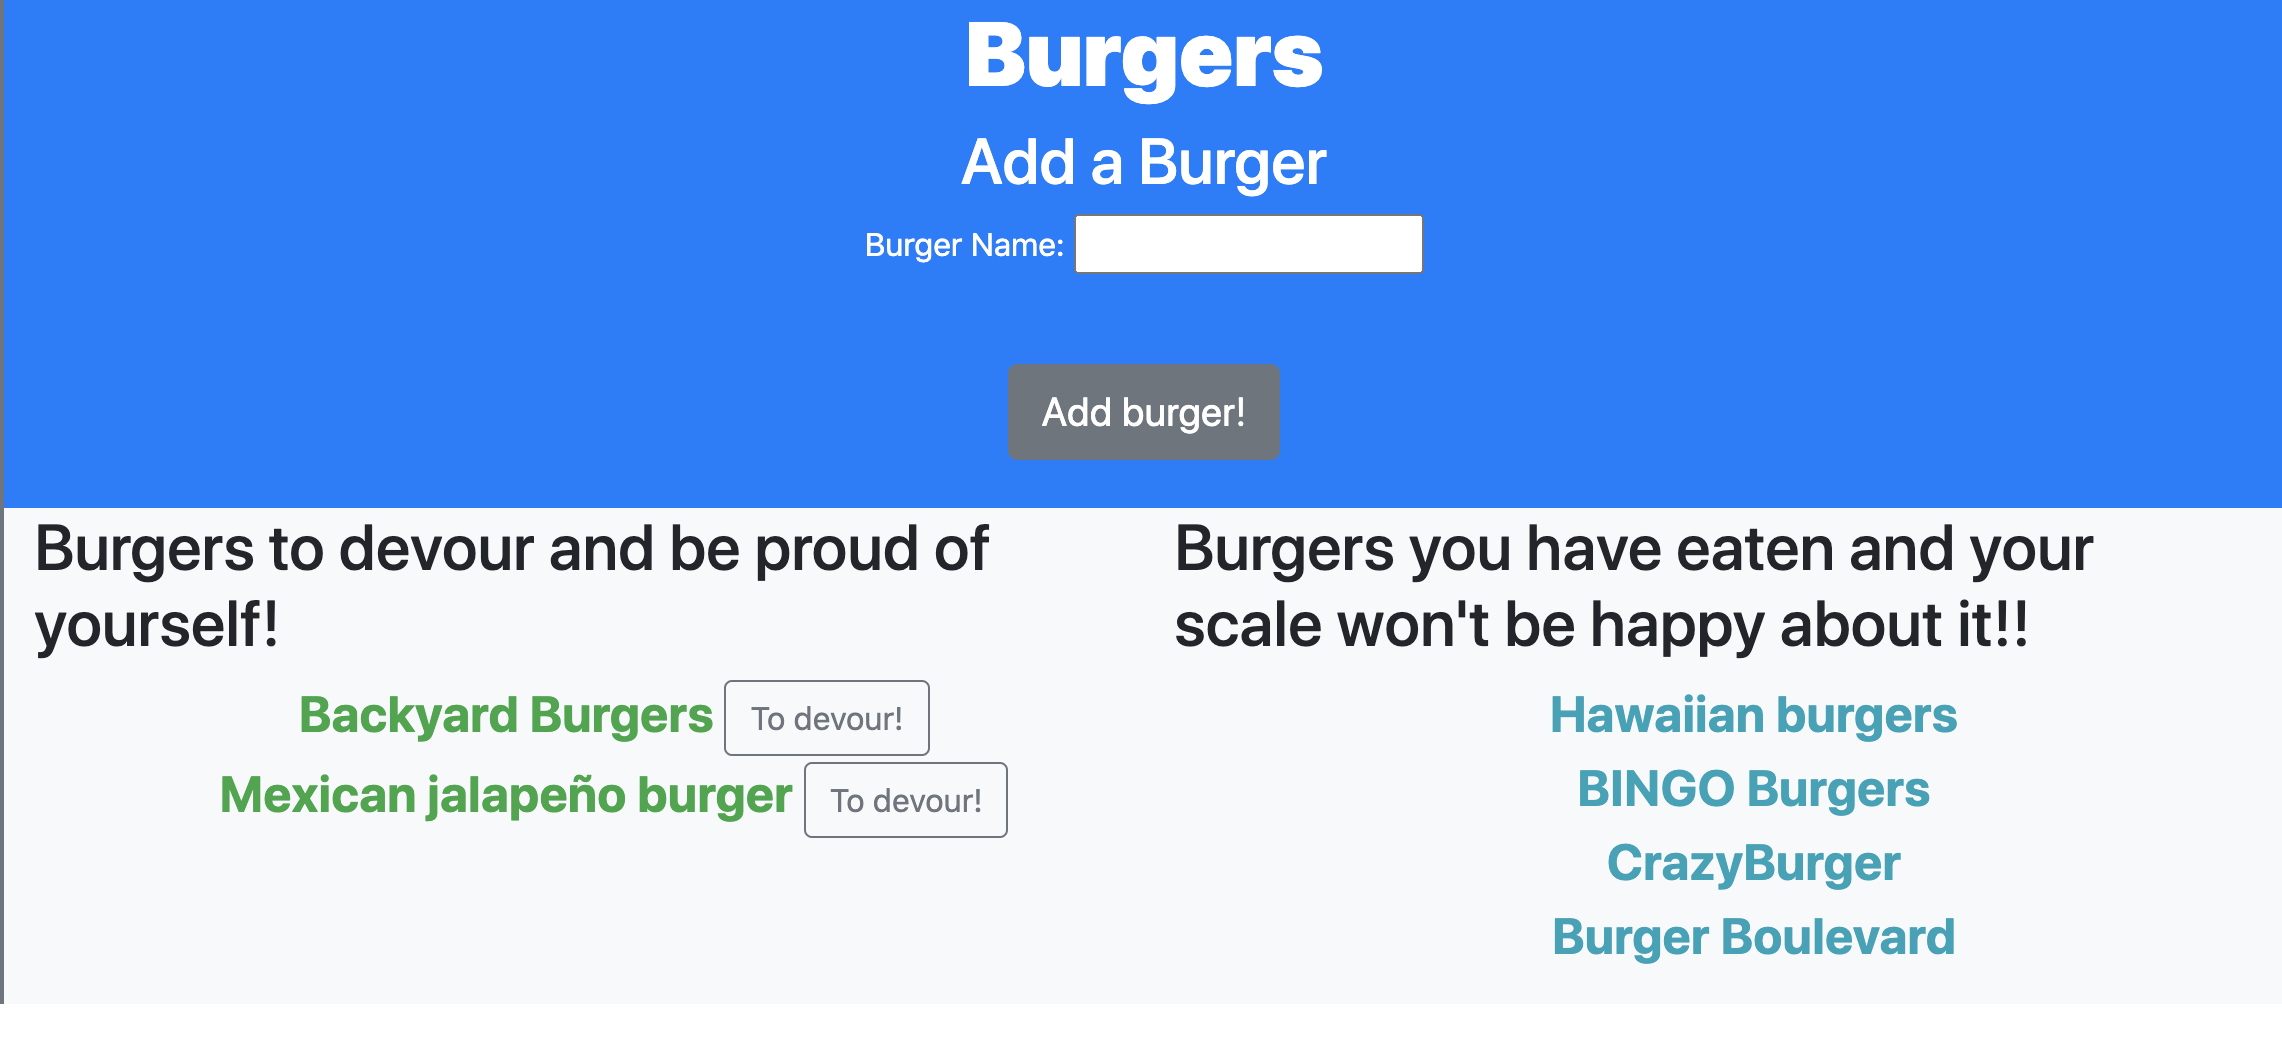 Burgers
Add a Burger
Burger Name:
Add burger!
Burgers to devour and be proud of
yourself!
Backyard Burgers To devour!
Mexican jalapeño burger To devour!
Burgers you have eaten and your
scale won't be happy about it!!
Hawaiian burgers
BINGO Burgers
CrazyBurger
Burger Boulevard